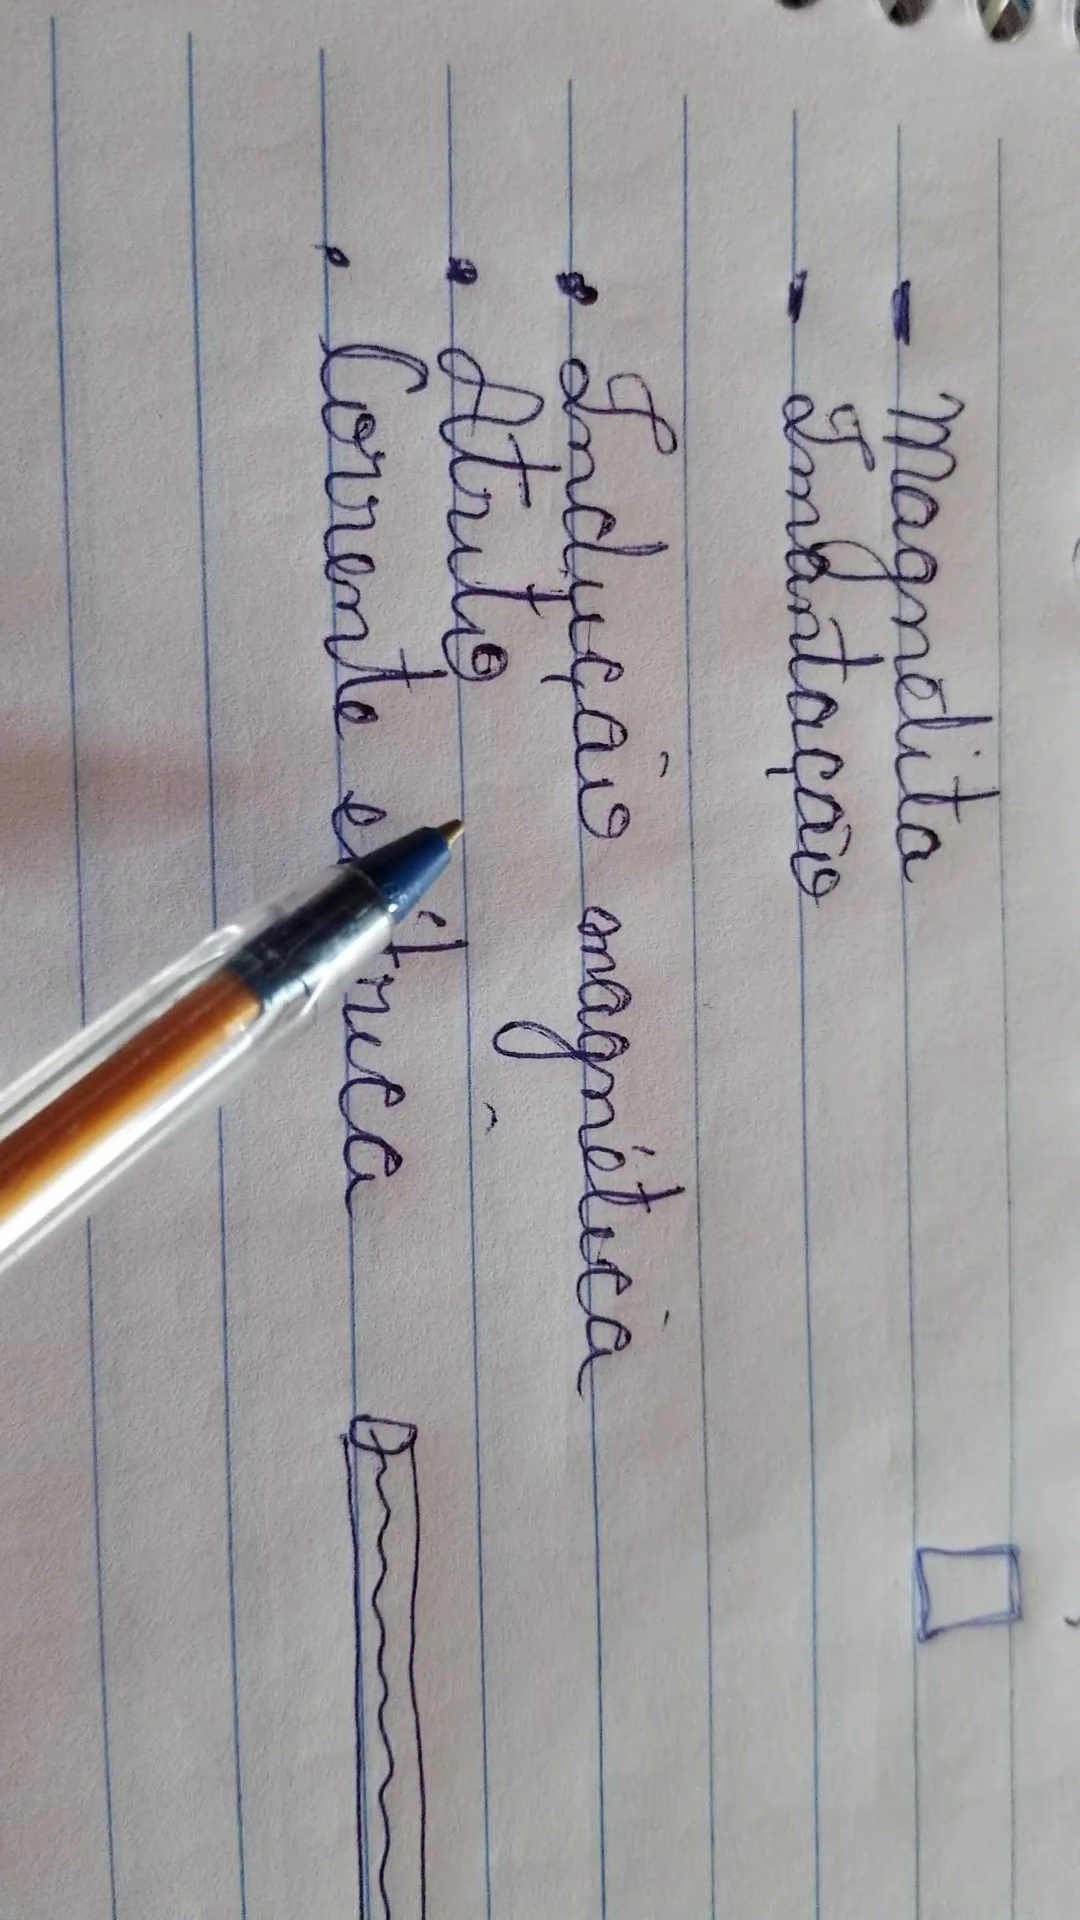 - Magnetita
- Imantação
• Indução magnética
• Atrito
• Corrente